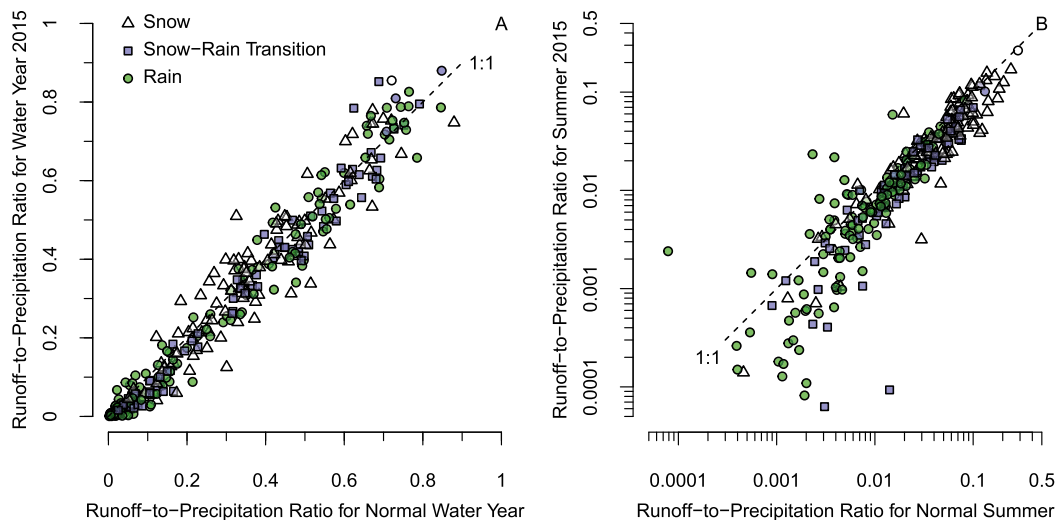 A
Snow
Snow−Rain Transition
Rain
1:1
Runoff−to−Precipitation Ratio for Water Year 2015
0
0.2
0.4
0.6
0.8
1
0 0.2 0.4 0.6 0.8 1
Runoff−to−Precipitation Ratio for Normal Water Year
B
1:1
Runoff−to−Precipitation Ratio for Summer 2015
0.0001
0.001
0.01
0.1
0.5
0.0001 0.001 0.01 0.1 0.5
Runoff−to−Precipitation Ratio for Normal Summer